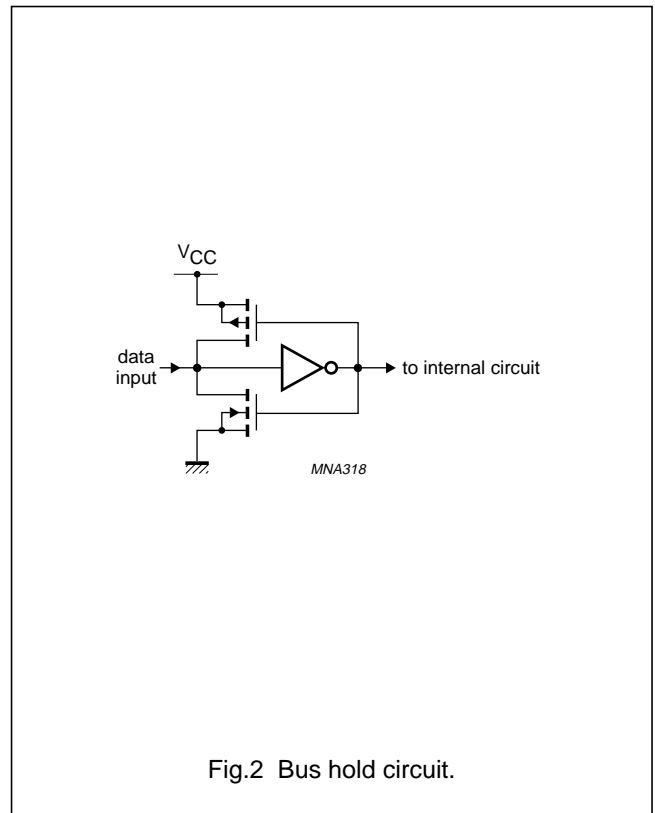 VCC
data
input
to internal circuit
MNA318
Fig.2 Bus hold circuit.